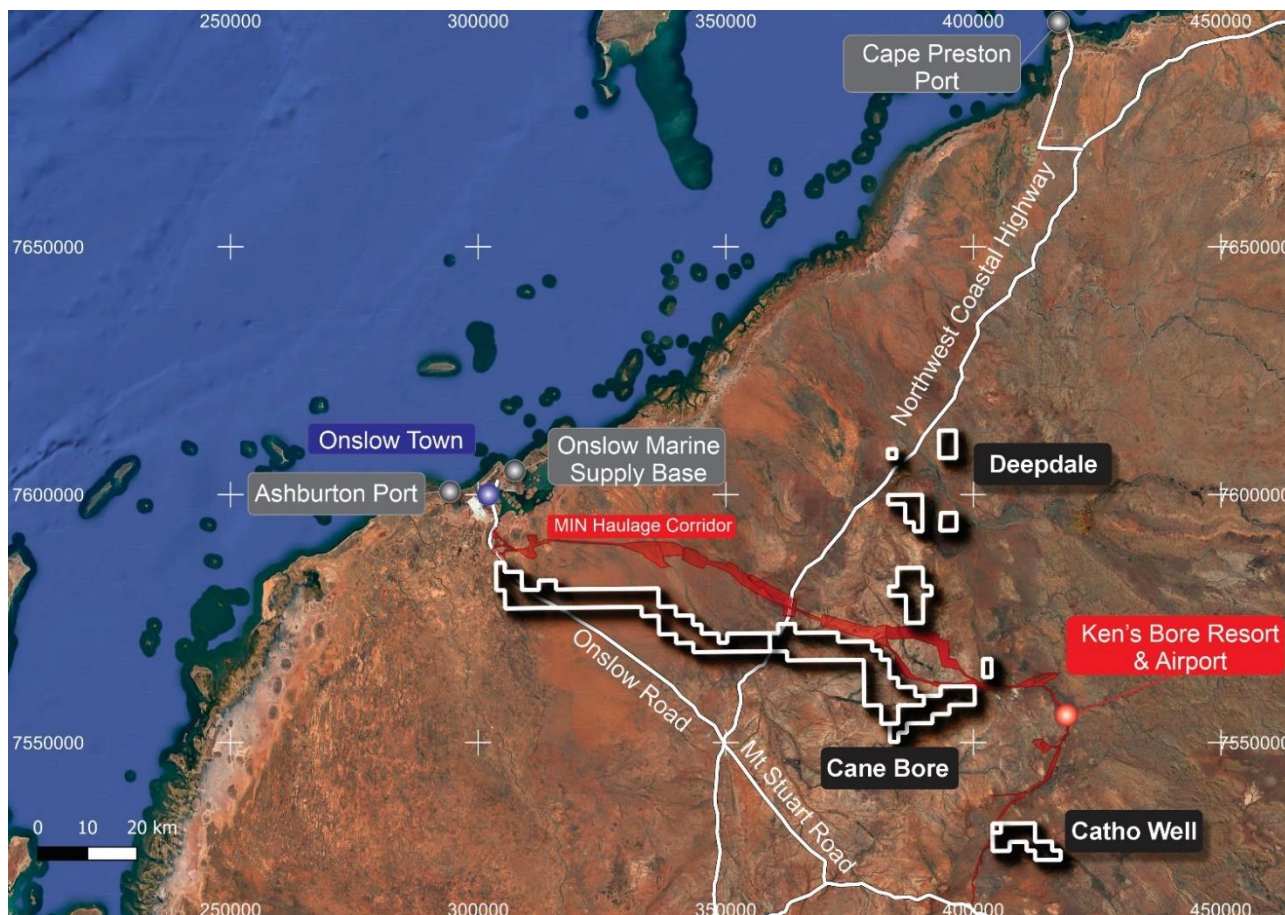 250000
300000
350000
400000
450000
Cape Preston
Port
7650000
7650000
Northwest Coastal Highway
Onslow Town
Onslow Marine
Supply Base
Ashburton Port
Deepdale
7600000
7600000
MIN Haulage Corridor
Ken's Bore Resort
& Airport
Onslow Road
7550000
7550000
Cane Bore
Mt Stuart Road
0 10 20 km
Catho Well
250000
300000
350000
400000
450000